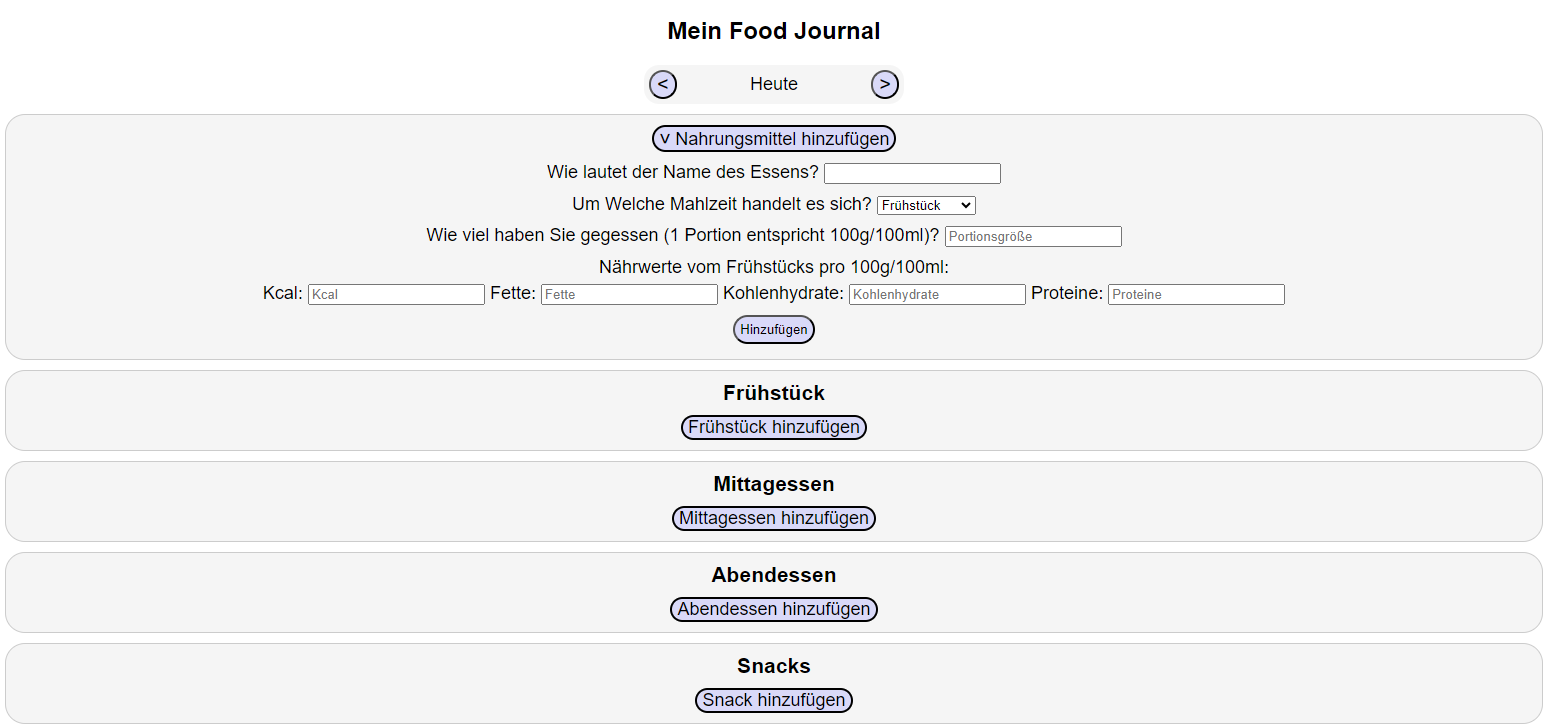 Mein Food Journal
< Heute >
v Nahrungsmittel hinzufügen
Wie lautet der Name des Essens?
Um Welche Mahlzeit handelt es sich? Frühstück
Wie viel haben Sie gegessen (1 Portion entspricht 100g/100ml)? Portionsgröße
Nährwerte vom Frühstücks pro 100g/100ml:
Kcal: Kcal Fette: Fette Kohlenhydrate: Kohlenhydrate Proteine: Proteine
Hinzufügen
Frühstück
Frühstück hinzufügen
Mittagessen
Mittagessen hinzufügen
Abendessen
Abendessen hinzufügen
Snacks
Snack hinzufügen